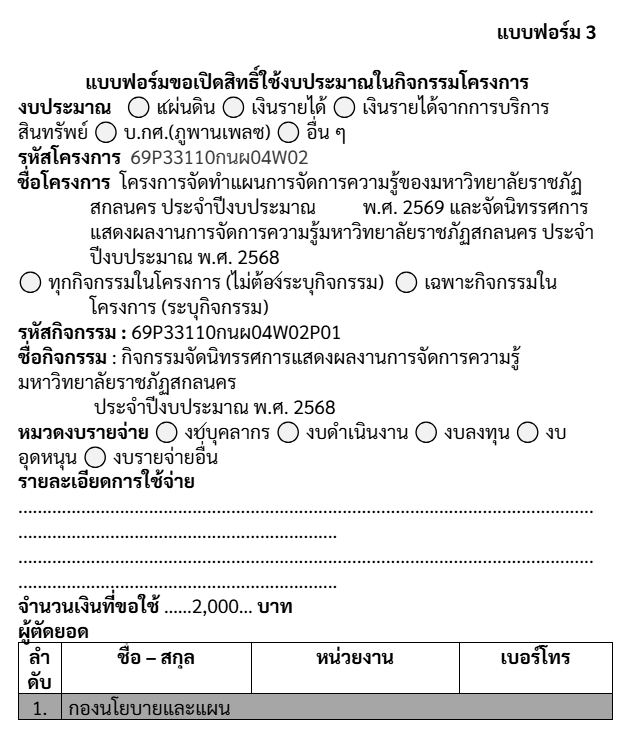 แบบฟอร์ม 3
แบบฟอร์มขอเปิดสิทธิ์ใช้งบประมาณในกิจกรรมโครงการ
งบประมาณ ◯ แผ่นดิน ◯ เงินรายได้ ◯ เงินรายได้จากการบริการ
สินทรัพย์ ◯ บ.กศ.(ภูพานเพลซ) ◯ อื่น ๆ
รหัสโครงการ 69P33110กนผ04W02
ชื่อโครงการ โครงการจัดทำแผนการจัดการความรู้ของมหาวิทยาลัยราชภัฏ
สกลนคร ประจำปีงบประมาณ พ.ศ. 2569 และจัดนิทรรศการ
แสดงผลงานการจัดการความรู้มหาวิทยาลัยราชภัฏสกลนคร ประจำ
ปีงบประมาณ พ.ศ. 2568
◯ ทุกกิจกรรมในโครงการ (ไม่ต้องระบุกิจกรรม) ◯ เฉพาะกิจกรรมใน
โครงการ (ระบุกิจกรรม)
รหัสกิจกรรม : 69P33110กนผ04W02P01
ชื่อกิจกรรม : กิจกรรมจัดนิทรรศการแสดงผลงานการจัดการความรู้
มหาวิทยาลัยราชภัฏสกลนคร
ประจำปีงบประมาณ พ.ศ. 2568
หมวดงบรายจ่าย ◯ งบบุคลากร ◯ งบดำเนินงาน ◯ งบลงทุน ◯ งบ
อุดหนุน ◯ งบรายจ่ายอื่น
รายละเอียดการใช้จ่าย
......................................................................................................................
.................................................................
......................................................................................................................
.................................................................
จำนวนเงินที่ขอใช้ ......2,000... บาท
ผู้ตัดยอด
ลำ ชื่อ – สกุล หน่วยงาน เบอร์โทร
ดับ
1. กองนโยบายและแผน